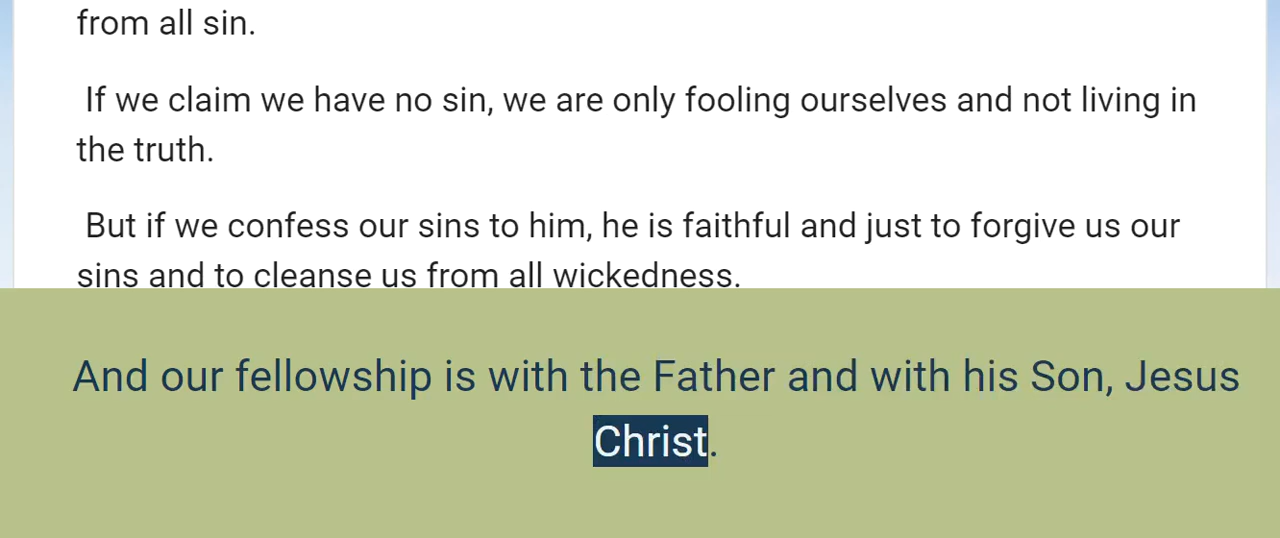 from all sin.
If we claim we have no sin, we are only fooling ourselves and not living in
the truth.
But if we confess our sins to him, he is faithful and just to forgive us our
sins and to cleanse us from all wickedness.
And our fellowship is with the Father and with his Son, Jesus
Christ.